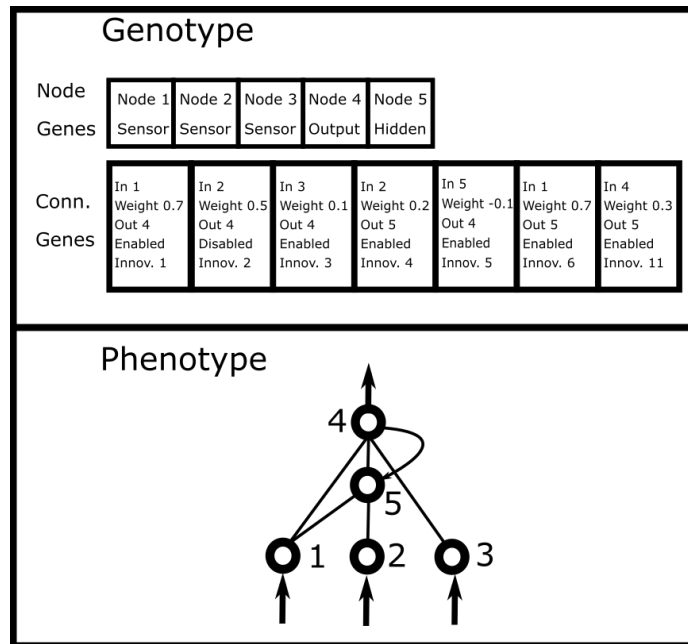 Genotype
Node Genes
Node 1 Sensor
Node 2 Sensor
Node 3 Sensor
Node 4 Output
Node 5 Hidden
Conn. Genes
In 1
Weight 0.7
Out 4
Enabled
Innov. 1
In 2
Weight 0.5
Out 4
Disabled
Innov. 2
In 3
Weight 0.1
Out 4
Enabled
Innov. 3
In 2
Weight 0.2
Out 5
Enabled
Innov. 4
In 5
Weight -0.1
Out 4
Enabled
Innov. 5
In 1
Weight 0.7
Out 5
Enabled
Innov. 6
In 4
Weight 0.3
Out 5
Enabled
Innov. 11
Phenotype
4
5
1 2 3